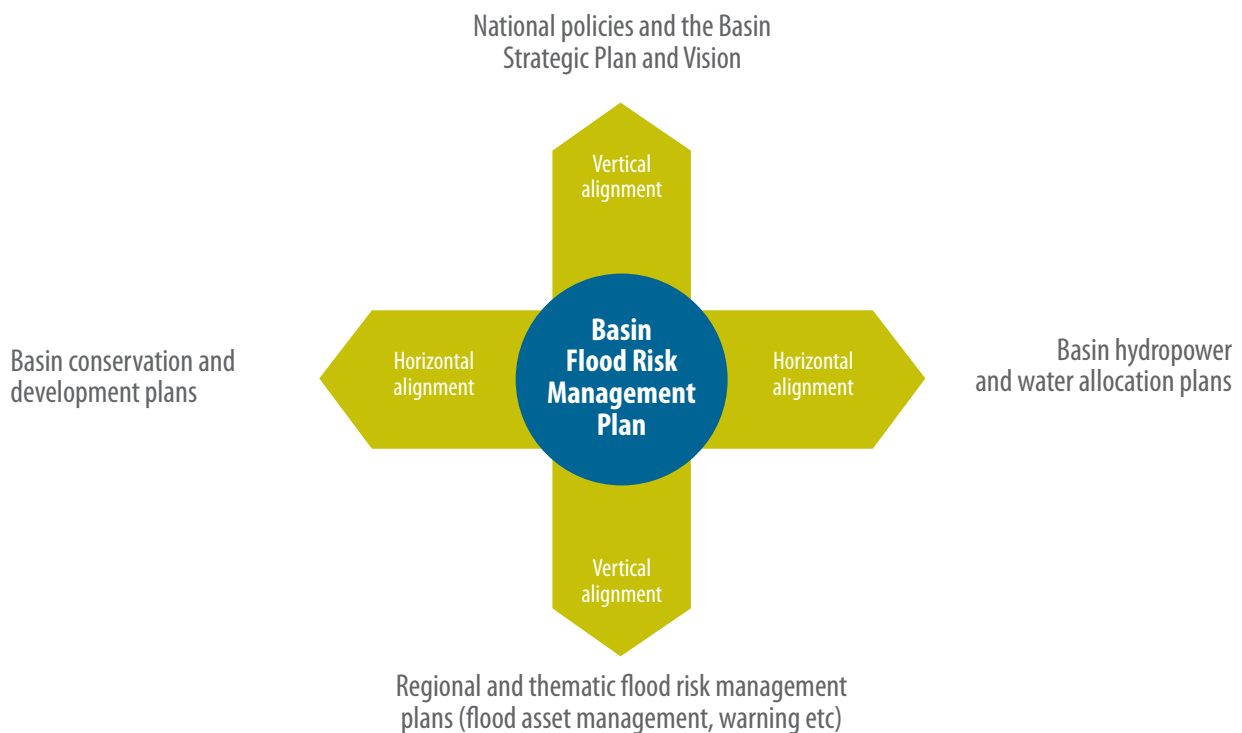 National policies and the Basin
Strategic Plan and Vision
Vertical
alignment
Basin conservation and
development plans
Horizontal
alignment
Basin
Flood Risk
Management
Plan
Horizontal
alignment
Basin hydropower
and water allocation plans
Vertical
alignment
Regional and thematic flood risk management
plans (flood asset management, warning etc)